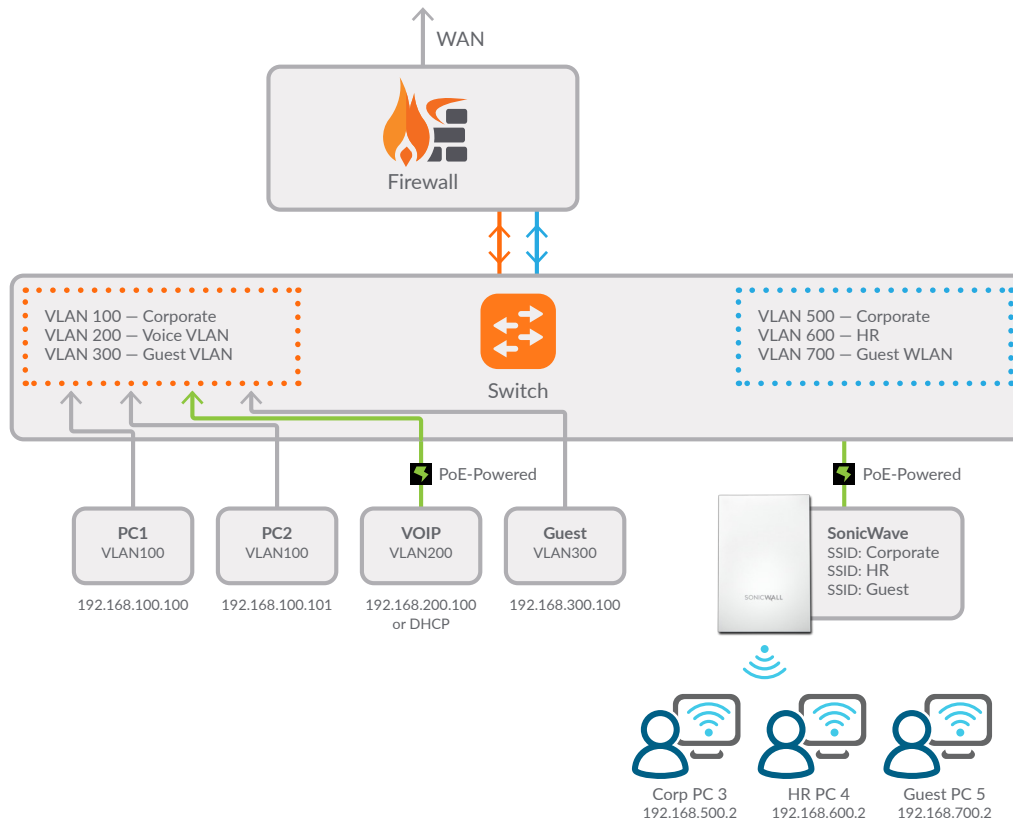 WAN
Firewall
VLAN 100 — Corporate
VLAN 200 — Voice VLAN
VLAN 300 — Guest VLAN
Switch
VLAN 500 — Corporate
VLAN 600 — HR
VLAN 700 — Guest WLAN
PoE-Powered
PoE-Powered
PC1
VLAN100
192.168.100.100
PC2
VLAN100
192.168.100.101
VOIP
VLAN200
192.168.200.100
or DHCP
Guest
VLAN300
192.168.300.100
SONICWALL
SonicWave
SSID: Corporate
SSID: HR
SSID: Guest
Corp PC 3
192.168.500.2
HR PC 4
192.168.600.2
Guest PC 5
192.168.700.2